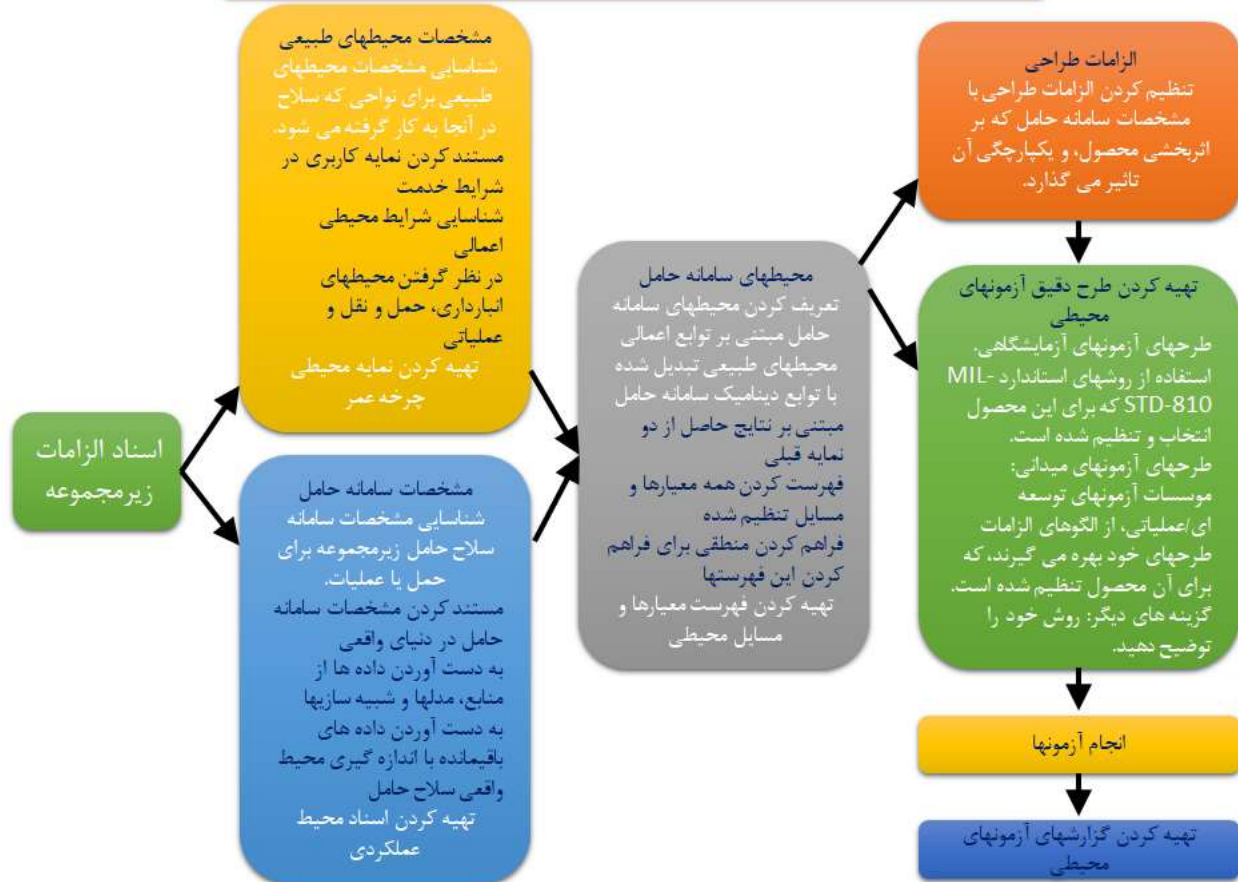 اسناد الزامات
زیرمجموعه
مشخصات محیطهای طبیعی
شناسایی مشخصات محیطهای
طبیعی برای نواحی که سلاح
در آنجا به کار گرفته می شود.
مستند کردن نمایه کاربری در
شرایط خدمت
شناسایی شرایط محیطی
اعمالی
در نظر گرفتن محیطهای
انبارداری، حمل و نقل و
عملیاتی
تهیه کردن نمایه محیطی
چرخه عمر
مشخصات سامانه حامل
شناسایی مشخصات سامانه
سلاح حامل زیرمجموعه برای
حمل یا عملیات.
مستند کردن مشخصات سامانه
حامل در دنیای واقعی
به دست آوردن داده ها از
منابع، مدلها و شبیه سازیها
به دست آوردن داده های
باقیمانده با اندازه گیری محیط
واقعی سلاح حامل
تهیه کردن اسناد محیط
عملکردی
محیطهای سامانه حامل
تعریف کردن محیطهای سامانه
حامل مبتنی بر توابع اعمالی
محیطهای طبیعی تبدیل شده
با توابع دینامیک سامانه حامل
مبتنی بر نتایج حاصل از دو
نمایه قبلی
فهرست کردن همه معیارها و
مسایل تنظیم شده
فراهم کردن منطقی برای فراهم
کردن این فهرستها
تهیه کردن فهرست معیارها و
مسایل محیطی
الزامات طراحی
تنظیم کردن الزامات طراحی با
مشخصات سامانه حامل که بر
اثربخشی محصول، و یکپارچگی آن
تاثیر می گذارد.
تهیه کردن طرح دقیق آزمونهای
محیطی
طرحهای آزمونهای آزمایشگاهی.
استفاده از روشهای استاندارد MIL-
STD-810 که برای این محصول
انتخاب و تنظیم شده است.
طرحهای آزمونهای میدانی:
موسسات آزمونهای توسعه
ای/عملیاتی، از الگوهای الزامات
طرحهای خود بهره می گیرند، که
برای آن محصول تنظیم شده است.
گزینه های دیگر: روش خود را
توضیح دهید.
انجام آزمونها
تهیه کردن گزارشهای آزمونهای
محیطی